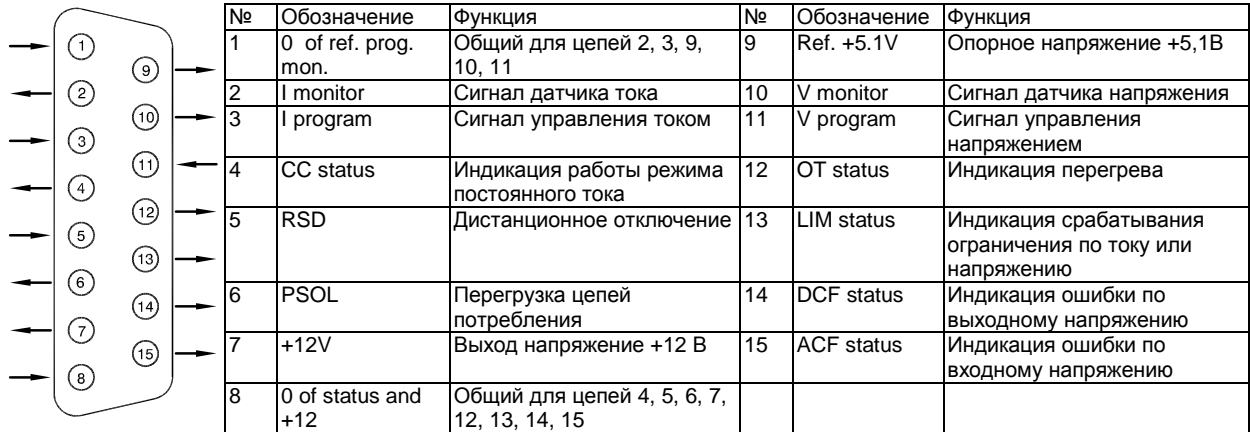 № Обозначение Функция № Обозначение Функция
1 0 of ref. prog. Общий для цепей 2, 3, 9, 9 Ref. +5.1V Опорное напряжение +5,1В
mon. 10, 11
2 I monitor Сигнал датчика тока 10 V monitor Сигнал датчика напряжения
3 I program Сигнал управления током 11 V program Сигнал управления
напряжением
4 CC status Индикация работы режима 12 OT status Индикация перегрева
постоянного тока
5 RSD Дистанционное отключение 13 LIM status Индикация срабатывания
ограничения по току или
напряжению
6 PSOL Перегрузка цепей 14 DCF status Индикация ошибки по
потребления выходному напряжению
7 +12V Выход напряжение +12 В 15 ACF status Индикация ошибки по
входному напряжению
8 0 of status and Общий для цепей 4, 5, 6, 7,
+12 12, 13, 14, 15
1
9
2
10
3
11
4
12
5
13
6
14
7
15
8